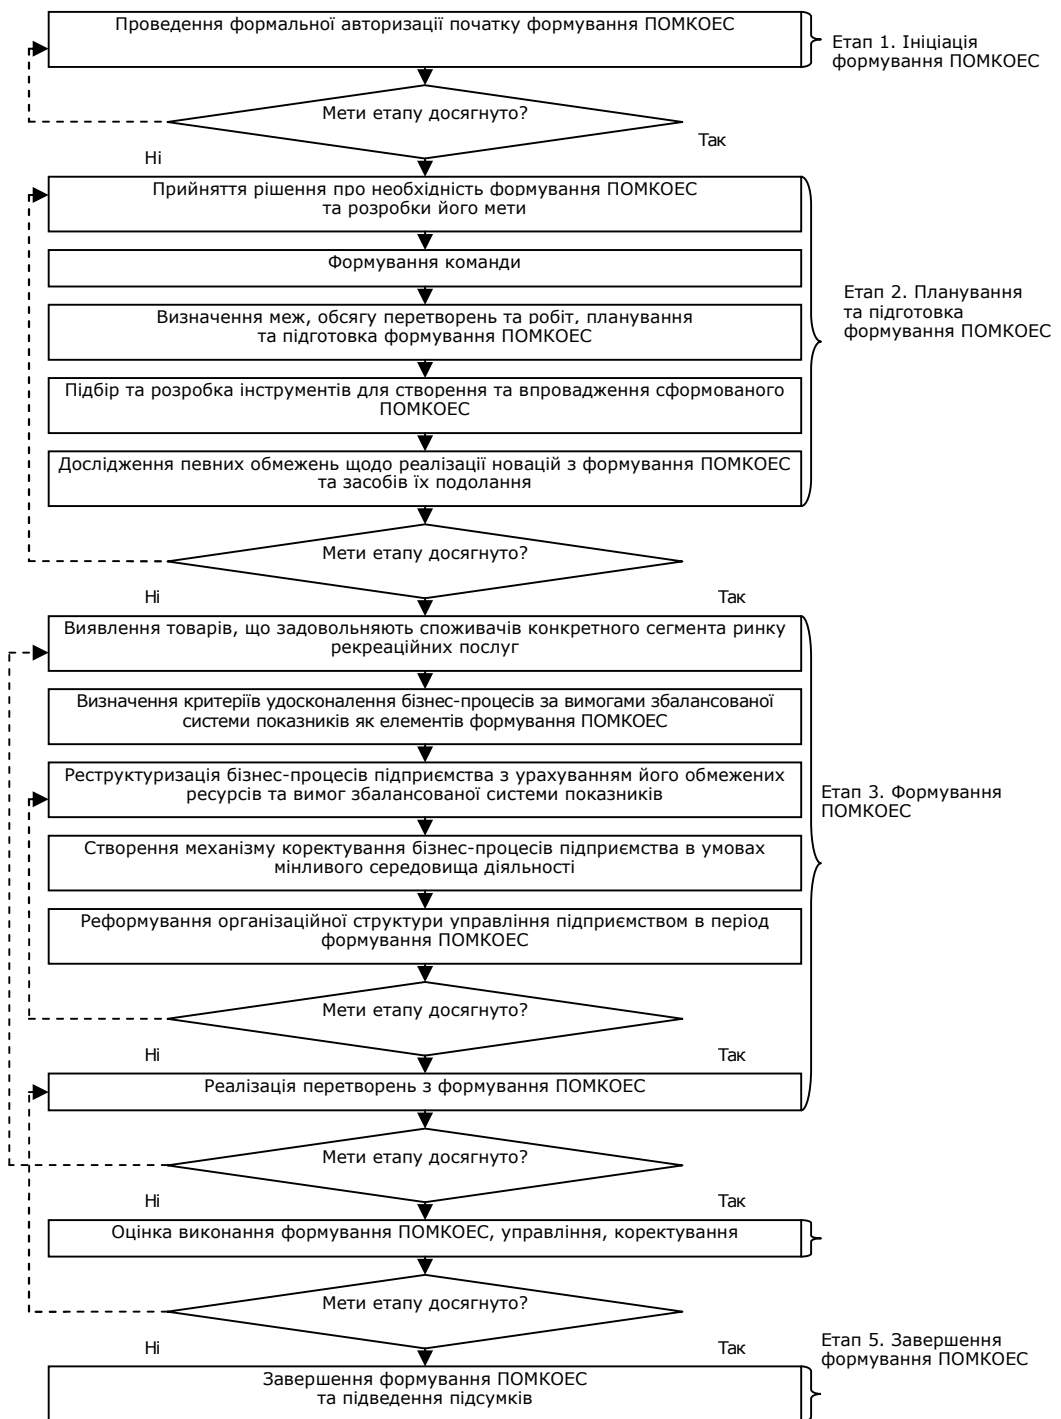 Проведення формальної авторизації початку формування ПОМКОЕС
Етап 1. Ініціація
формування ПОМКОЕС
Мети етапу досягнуто?
Так
Ні
Прийняття рішення про необхідність формування ПОМКОЕС
та розробки його мети
Формування команди
Визначення меж, обсягу перетворень та робіт, планування
та підготовка формування ПОМКОЕС
Етап 2. Планування
та підготовка
формування ПОМКОЕС
Підбір та розробка інструментів для створення та впровадження сформованого
ПОМКОЕС
Дослідження певних обмежень щодо реалізації новацій з формування ПОМКОЕС
та засобів їх подолання
Мети етапу досягнуто?
Ні
Так
Виявлення товарів, що задовольняють споживачів конкретного сегмента ринку
рекреаційних послуг
Визначення критеріїв удосконалення бізнес-процесів за вимогами збалансованої
системи показників як елементів формування ПОМКОЕС
Реструктуризація бізнес-процесів підприємства з урахуванням його обмежених
ресурсів та вимог збалансованої системи показників
Етап 3. Формування
ПОМКОЕС
Створення механізму коректування бізнес-процесів підприємства в умовах
мінливого середовища діяльності
Реформування організаційної структури управління підприємством в період
формування ПОМКОЕС
Мети етапу досягнуто?
Ні
Так
Реалізація перетворень з формування ПОМКОЕС
Мети етапу досягнуто?
Ні
Так
Оцінка виконання формування ПОМКОЕС, управління, коректування
Мети етапу досягнуто?
Ні
Так
Етап 5. Завершення
формування ПОМКОЕС
Завершення формування ПОМКОЕС
та підведення підсумків